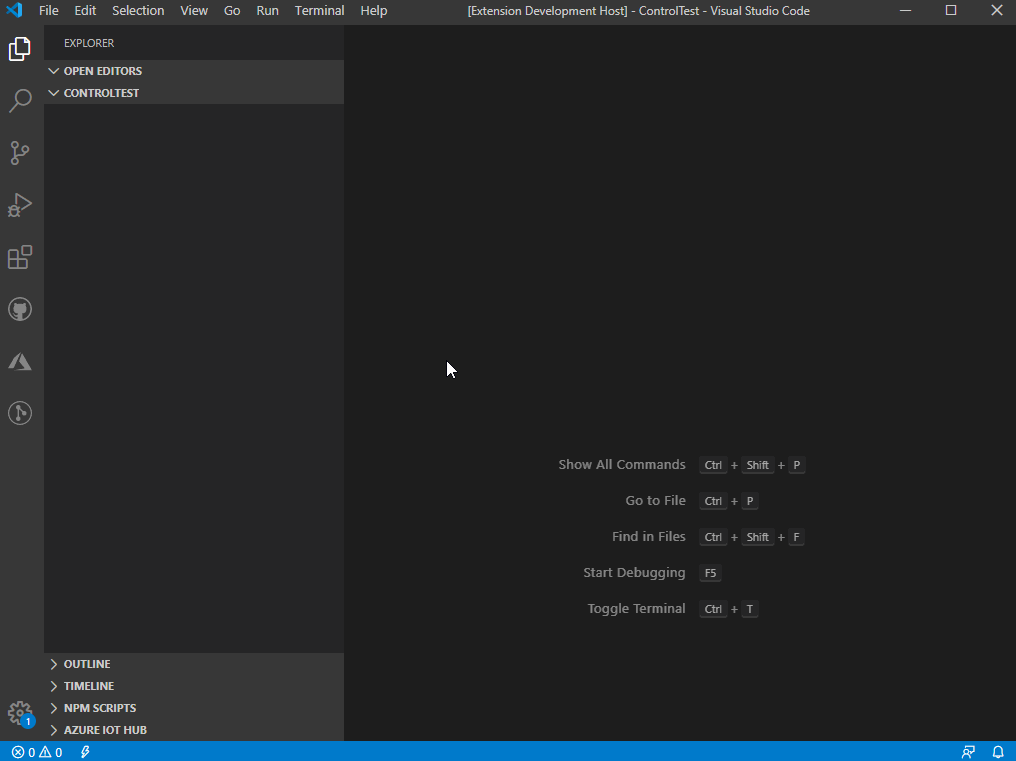 File Edit Selection View Go Run Terminal Help [Extension Development Host] - ControlTest - Visual Studio Code
EXPLORER
OPEN EDITORS
CONTROLTEST
Show All Commands Ctrl + Shift + P
Go to File Ctrl + P
Find in Files Ctrl + Shift + F
Start Debugging F5
Toggle Terminal Ctrl + T
OUTLINE
TIMELINE
NPM SCRIPTS
1
AZURE IOT HUB
0 0